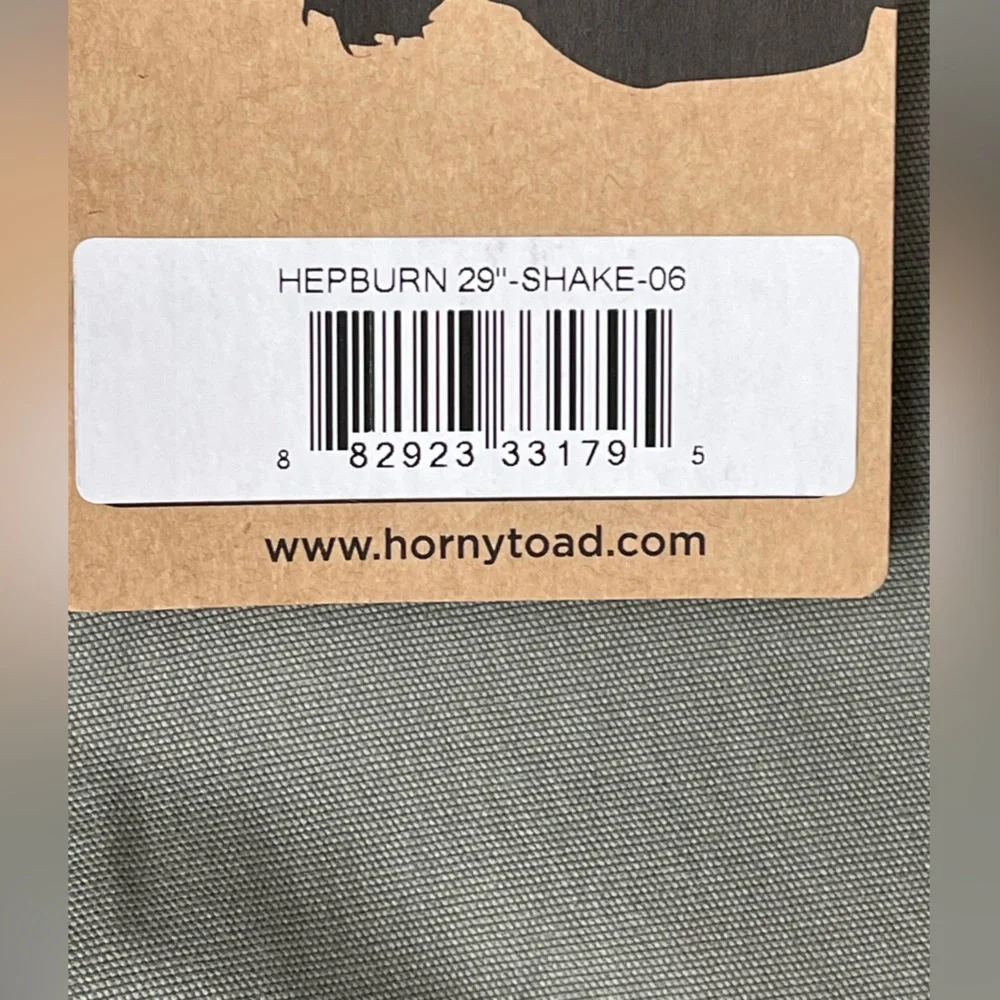 HEPBURN 29"-SHAKE-06
8 82923 33179 5
www.hornytoad.com